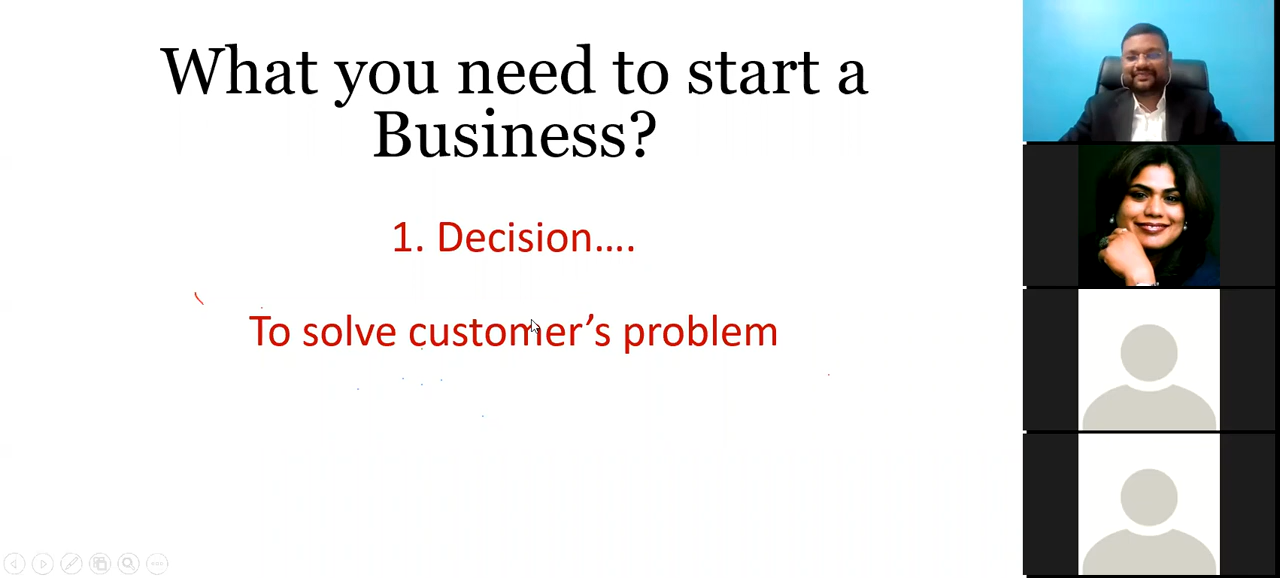 What you need to start a
Business?
1. Decision....
To solve customer’s problem